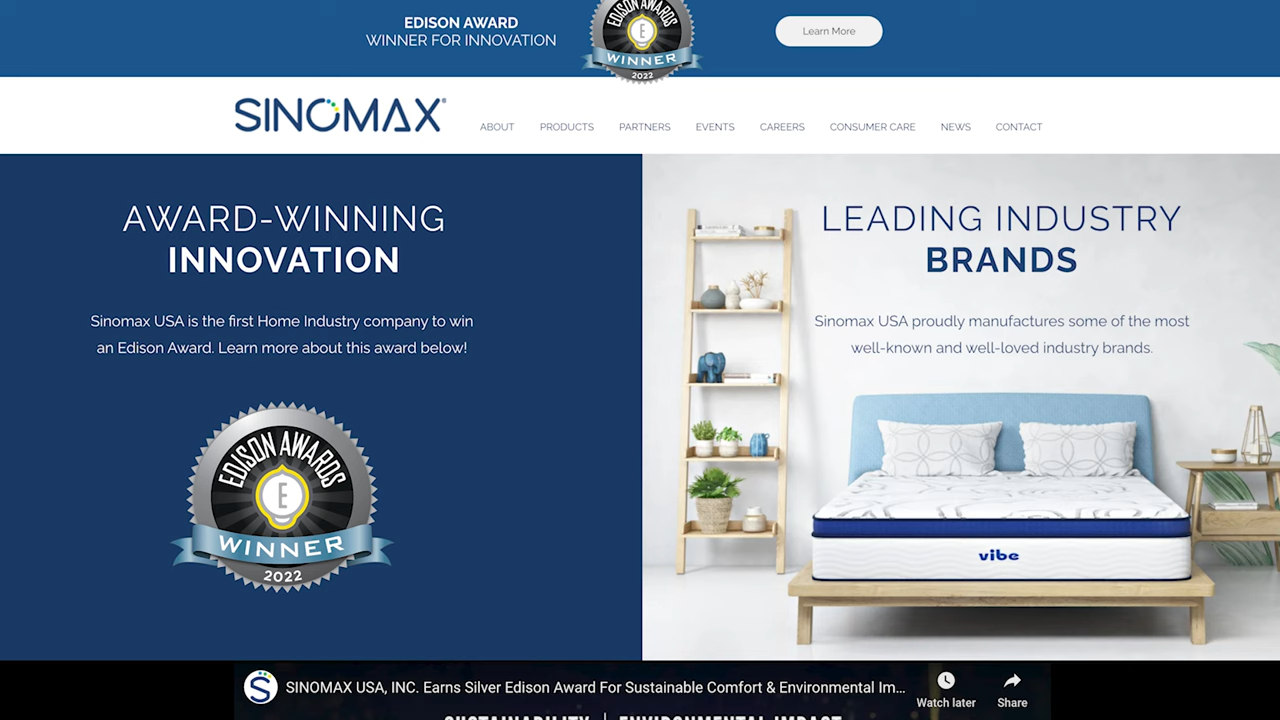 EDISON AWARD
WINNER FOR INNOVATION
EDISON AWARDS
E
WINNER
2022
Learn More
SINOMAX®
ABOUT
PRODUCTS
PARTNERS
EVENTS
CAREERS
CONSUMER CARE
NEWS
CONTACT
AWARD-WINNING
INNOVATION
Sinomax USA is the first Home Industry company to win
an Edison Award. Learn more about this award below!
EDISON AWARDS
E
WINNER
2022
LEADING INDUSTRY
BRANDS
Sinomax USA proudly manufactures some of the most
well-known and well-loved industry brands.
vibe
S
SINOMAX USA, INC. Earns Silver Edison Award For Sustainable Comfort & Environmental Im...
Watch later
Share
SUSTAINABILITY | ENVIRONMENTAL IMPACT